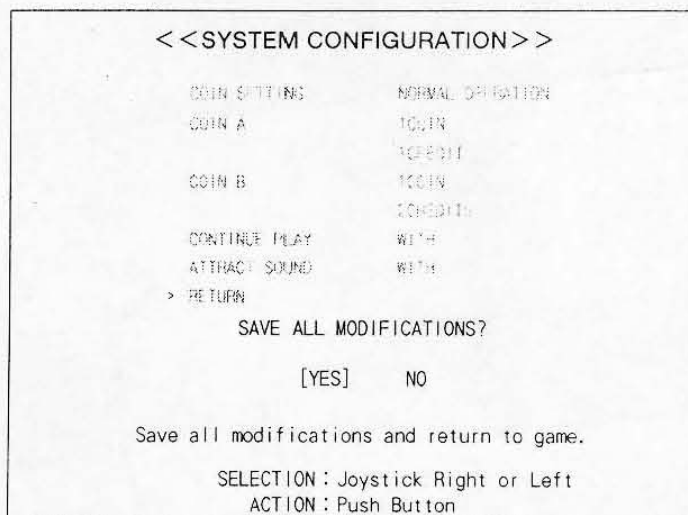 <<SYSTEM CONFIGURATION>>
COIN SETTING NORMAL OPERATION
COIN A 1COIN
1CREDIT
COIN B 1COIN
2CREDITS
CONTINUE PLAY WITH
ATTRACT SOUND WITH
> RETURN
SAVE ALL MODIFICATIONS?
[YES] NO
Save all modifications and return to game.
SELECTION : Joystick Right or Left
ACTION : Push Button